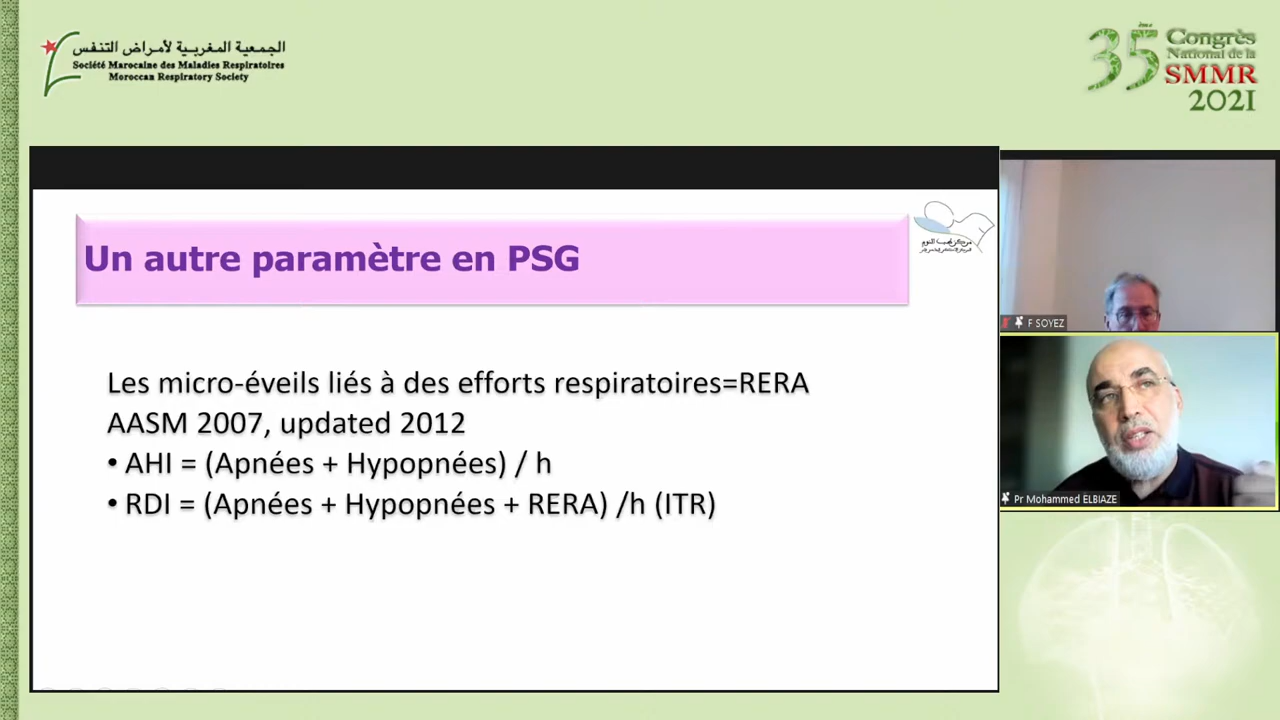 الجمعية المغربية لأمراض التنفس
Société Marocaine des Maladies Respiratoires
Moroccan Respiratory Society
35ème Congrès
National de la
SMMR
2021
Un autre paramètre en PSG
Les micro-éveils liés à des efforts respiratoires=RERA
AASM 2007, updated 2012
• AHI = (Apnées + Hypopnées) / h
• RDI = (Apnées + Hypopnées + RERA) /h (ITR)
F SOYEZ
Pr Mohammed ELBIAZE